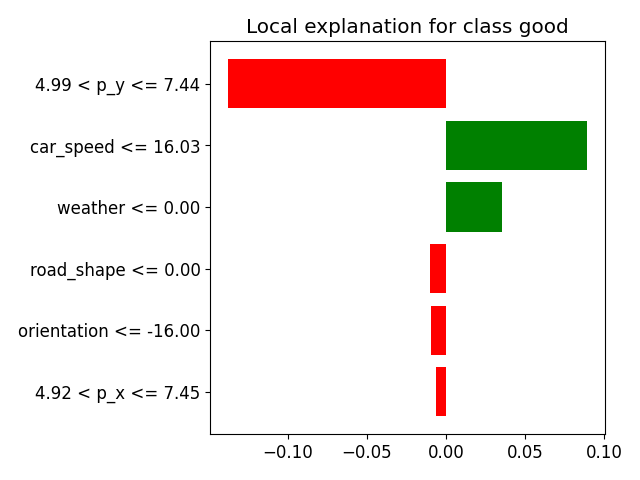 Local explanation for class good
4.99 < p_y <= 7.44
car_speed <= 16.03
weather <= 0.00
road_shape <= 0.00
orientation <= -16.00
4.92 < p_x <= 7.45
−0.10 −0.05 0.00 0.05 0.10